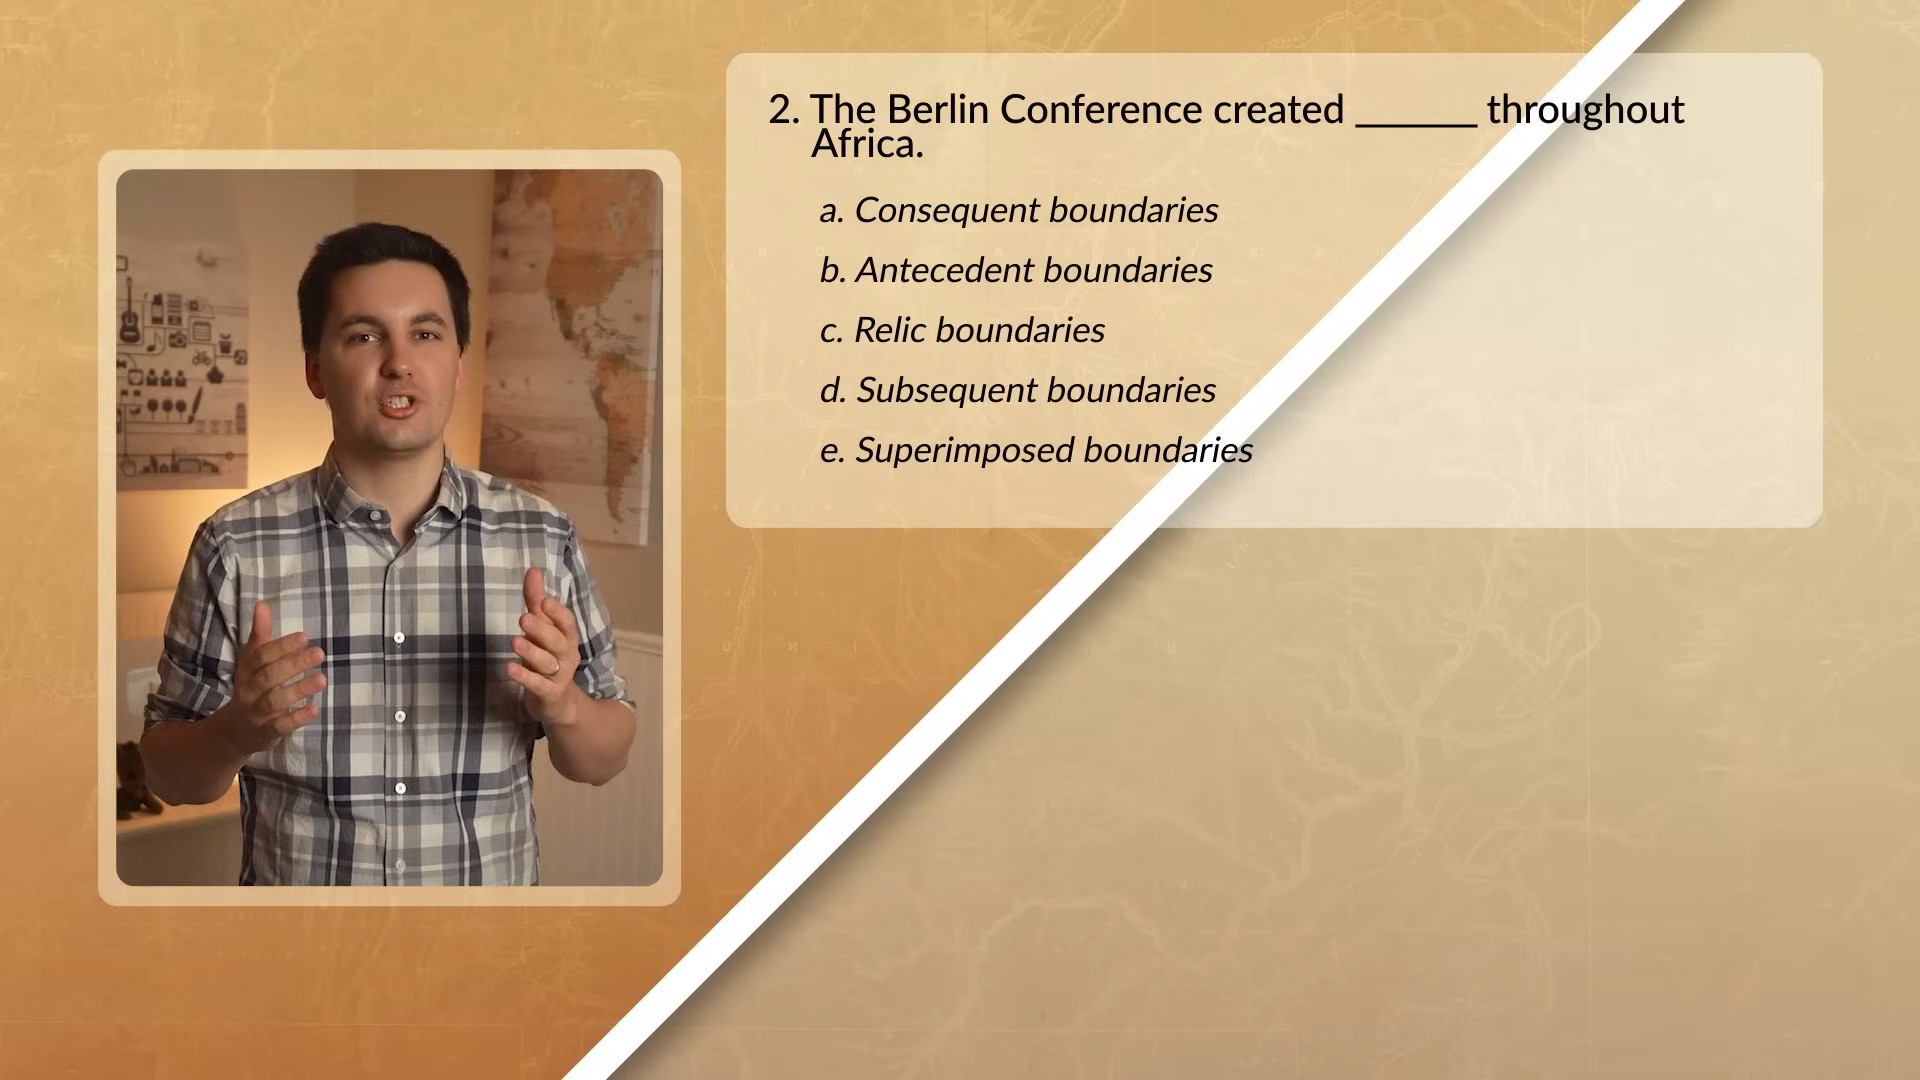 2. The Berlin Conference created ______ throughout
Africa.
a. Consequent boundaries
b. Antecedent boundaries
c. Relic boundaries
d. Subsequent boundaries
e. Superimposed boundaries